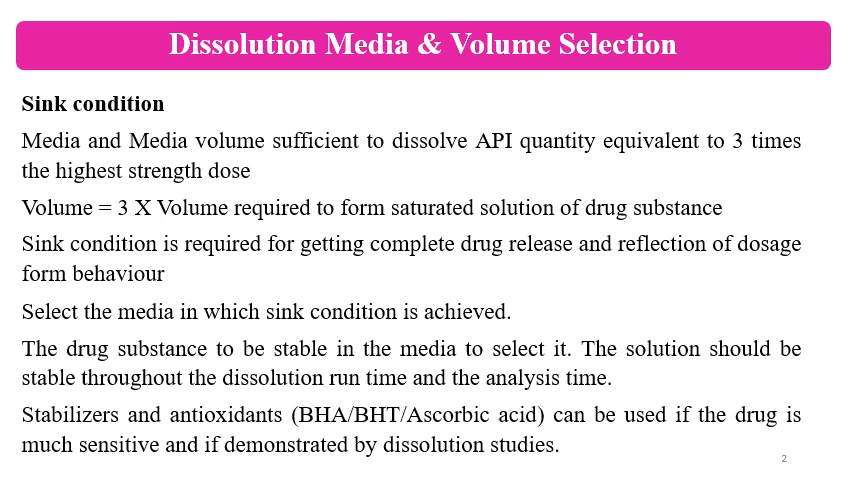 Dissolution Media & Volume Selection
Sink condition
Media and Media volume sufficient to dissolve API quantity equivalent to 3 times
the highest strength dose
Volume = 3 X Volume required to form saturated solution of drug substance
Sink condition is required for getting complete drug release and reflection of dosage
form behaviour
Select the media in which sink condition is achieved.
The drug substance to be stable in the media to select it. The solution should be
stable throughout the dissolution run time and the analysis time.
Stabilizers and antioxidants (BHA/BHT/Ascorbic acid) can be used if the drug is
much sensitive and if demonstrated by dissolution studies.
2